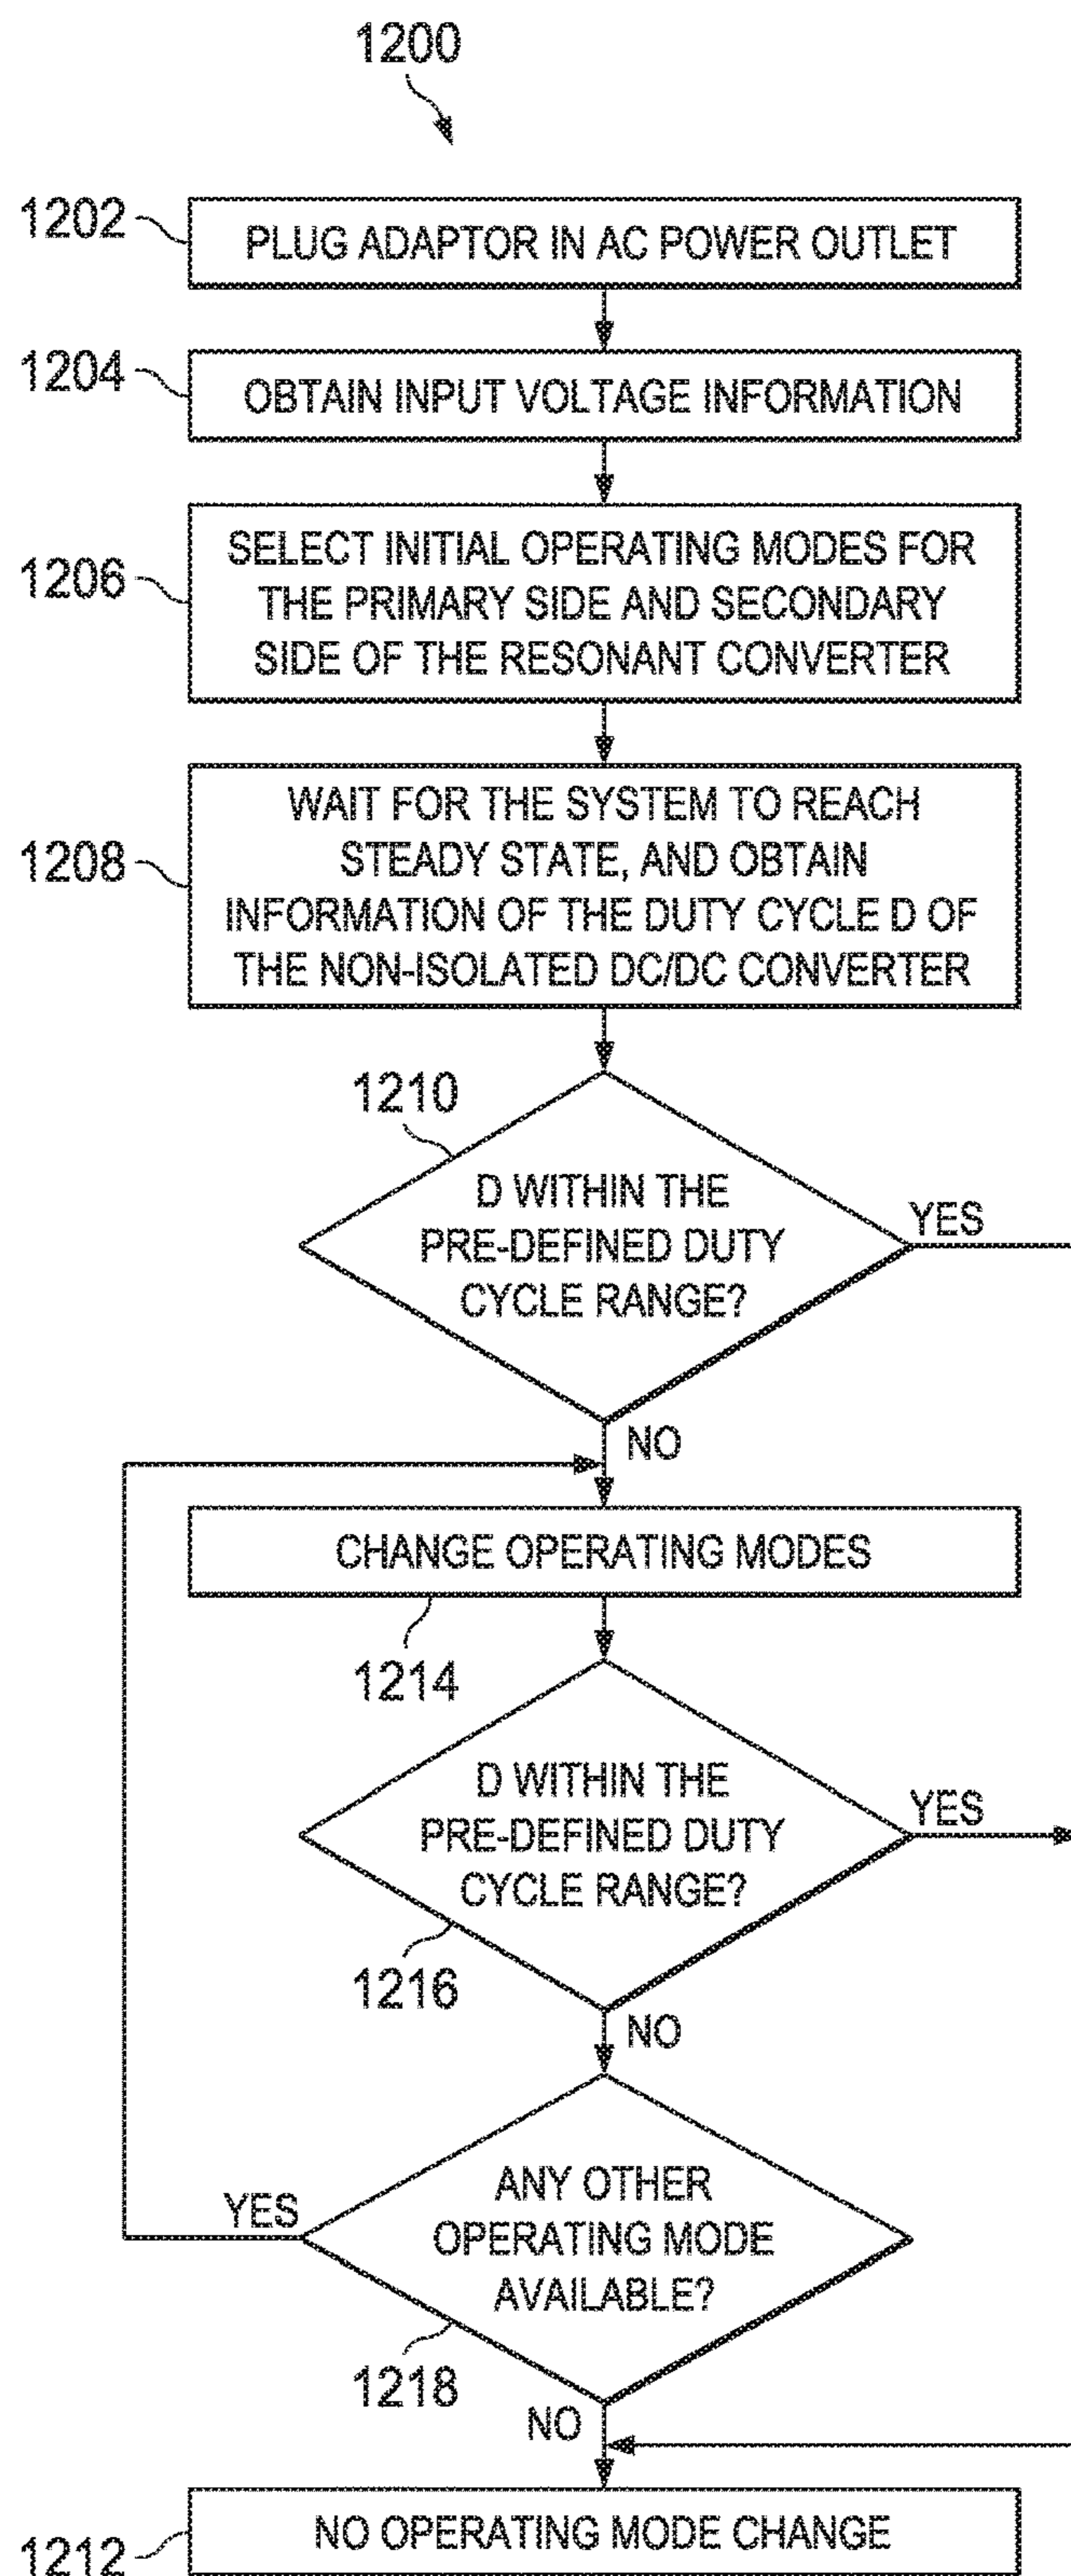 1200
1202
PLUG ADAPTOR IN AC POWER OUTLET
1204
OBTAIN INPUT VOLTAGE INFORMATION
1206
SELECT INITIAL OPERATING MODES FOR
THE PRIMARY SIDE AND SECONDARY
SIDE OF THE RESONANT CONVERTER
1208
WAIT FOR THE SYSTEM TO REACH
STEADY STATE, AND OBTAIN
INFORMATION OF THE DUTY CYCLE D OF
THE NON-ISOLATED DC/DC CONVERTER
1210
D WITHIN THE
PRE-DEFINED DUTY
CYCLE RANGE?
YES
NO
CHANGE OPERATING MODES
1214
D WITHIN THE
PRE-DEFINED DUTY
CYCLE RANGE?
YES
1216
NO
ANY OTHER
OPERATING MODE
AVAILABLE?
YES
1218
NO
1212
NO OPERATING MODE CHANGE